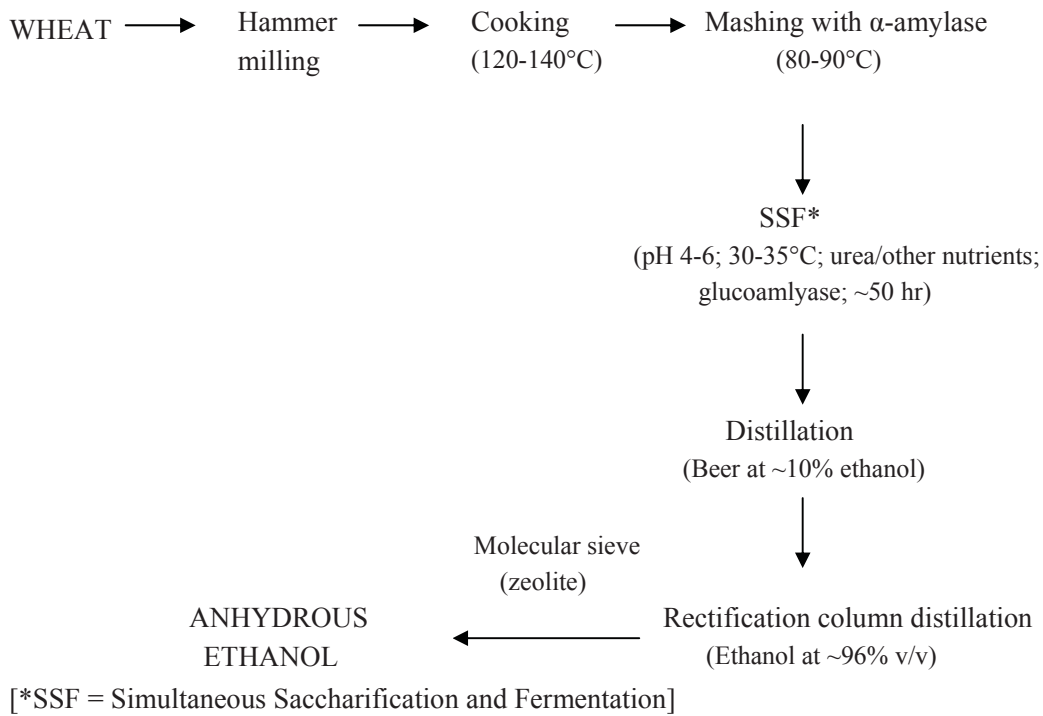 WHEAT
Hammer
milling
Cooking
(120-140°C)
Mashing with α-amylase
(80-90°C)
SSF*
(pH 4-6; 30-35°C; urea/other nutrients;
glucoamlyase; ~50 hr)
Distillation
(Beer at ~10% ethanol)
Rectification column distillation
(Ethanol at ~96% v/v)
Molecular sieve
(zeolite)
ANHYDROUS
ETHANOL
[*SSF = Simultaneous Saccharification and Fermentation]